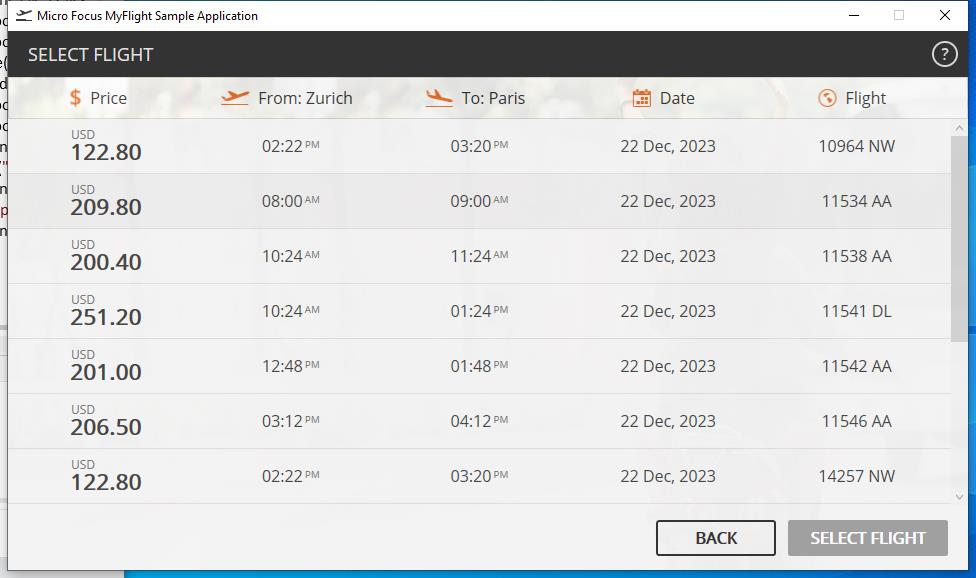 Micro Focus MyFlight Sample Application
SELECT FLIGHT ?
$ Price From: Zurich To: Paris Date Flight
USD
122.80 02:22 PM 03:20 PM 22 Dec, 2023 10964 NW
USD
209.80 08:00 AM 09:00 AM 22 Dec, 2023 11534 AA
USD
200.40 10:24 AM 11:24 AM 22 Dec, 2023 11538 AA
USD
251.20 10:24 AM 01:24 PM 22 Dec, 2023 11541 DL
USD
201.00 12:48 PM 01:48 PM 22 Dec, 2023 11542 AA
USD
206.50 03:12 PM 04:12 PM 22 Dec, 2023 11546 AA
USD
122.80 02:22 PM 03:20 PM 22 Dec, 2023 14257 NW
BACK SELECT FLIGHT